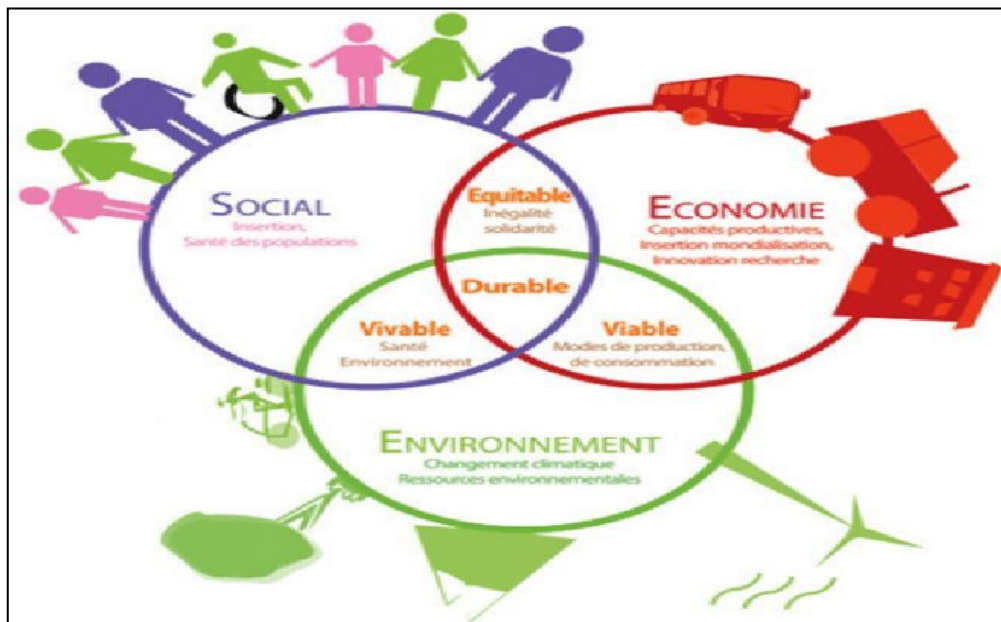 SOCIAL
Insertion,
Santé des populations
Equitable
Inégalité
solidarité
ECONOMIE
Capacités productives,
Insertion mondialisation,
Innovation recherche
Durable
Vivable
Santé
Environnement
Viable
Modes de production,
de consommation
ENVIRONNEMENT
Changement climatique
Ressources environnementales